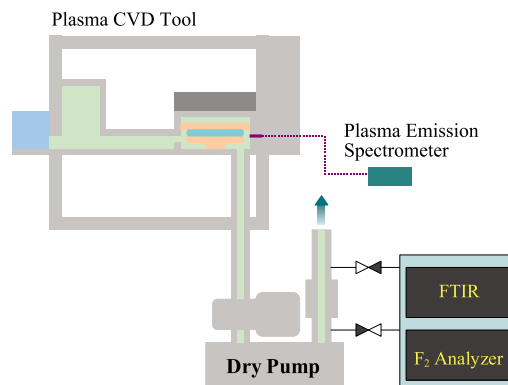 Plasma CVD Tool
Plasma Emission
Spectrometer
FTIR
F₂ Analyzer
Dry Pump